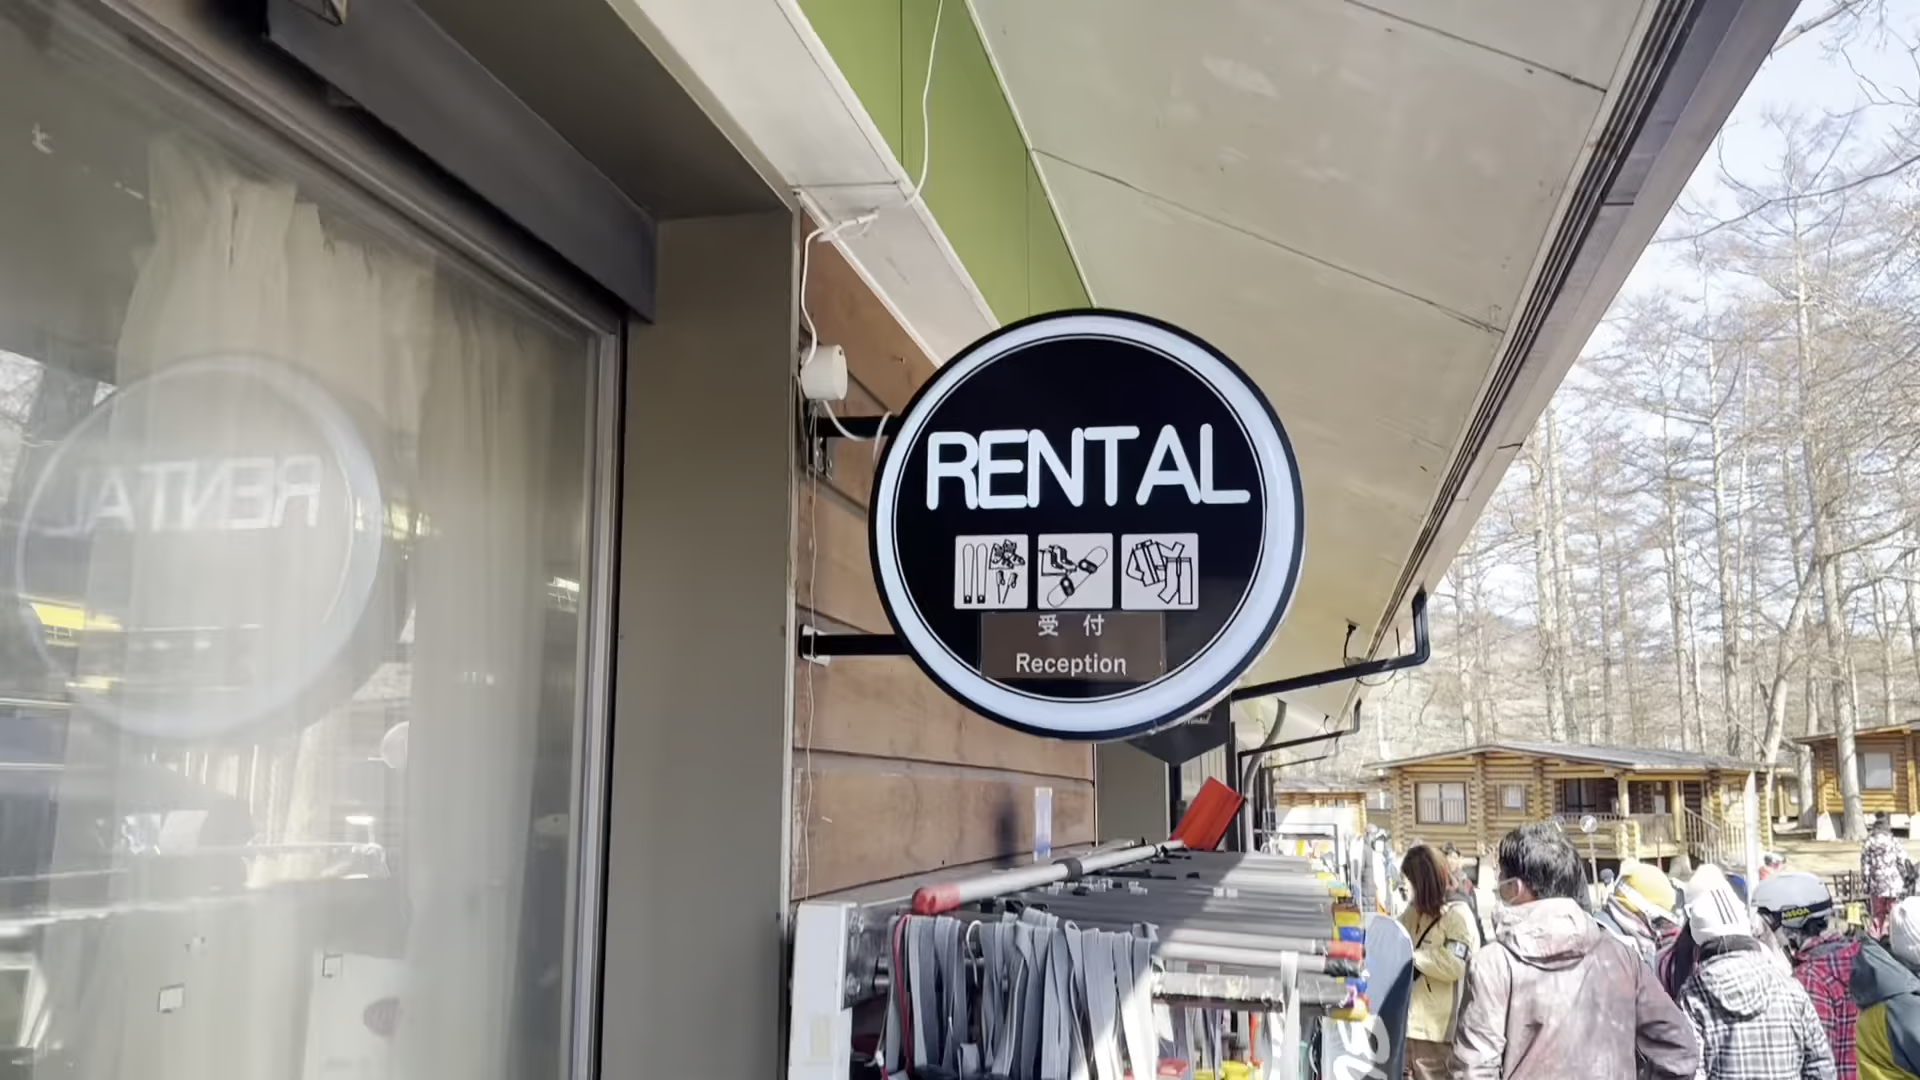 RENTAL
受 付
Reception